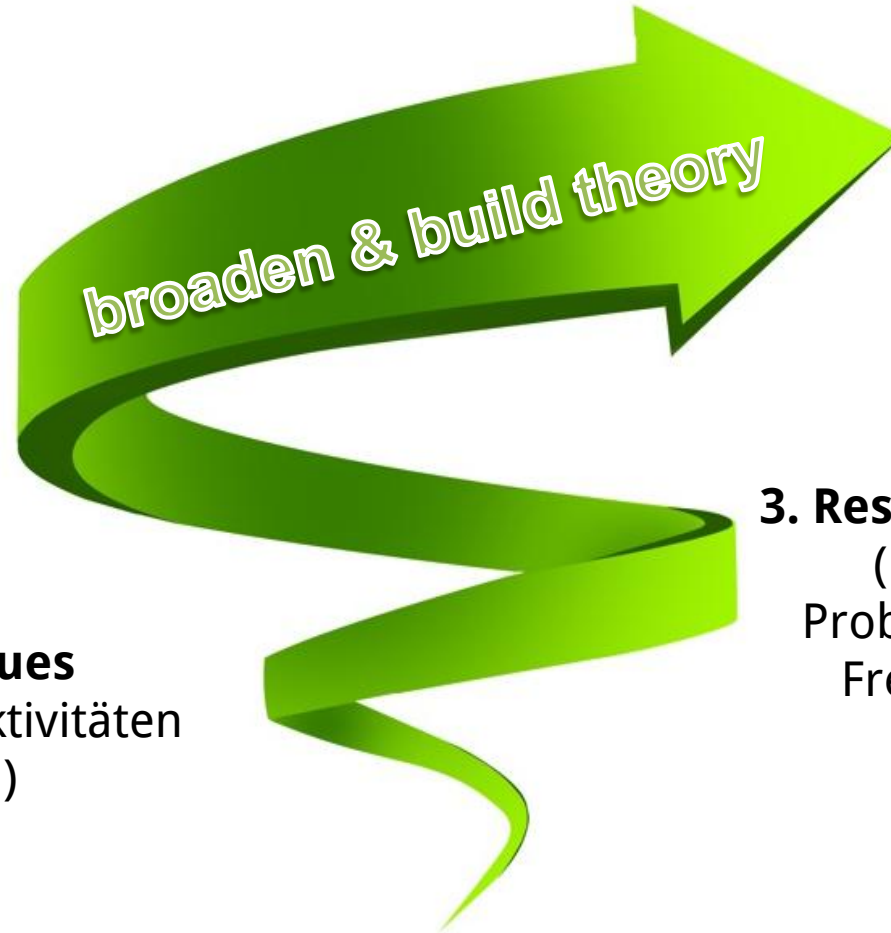 broaden & build theory
3. Res
(
Prob
Fre
ues
ktivitäten
)